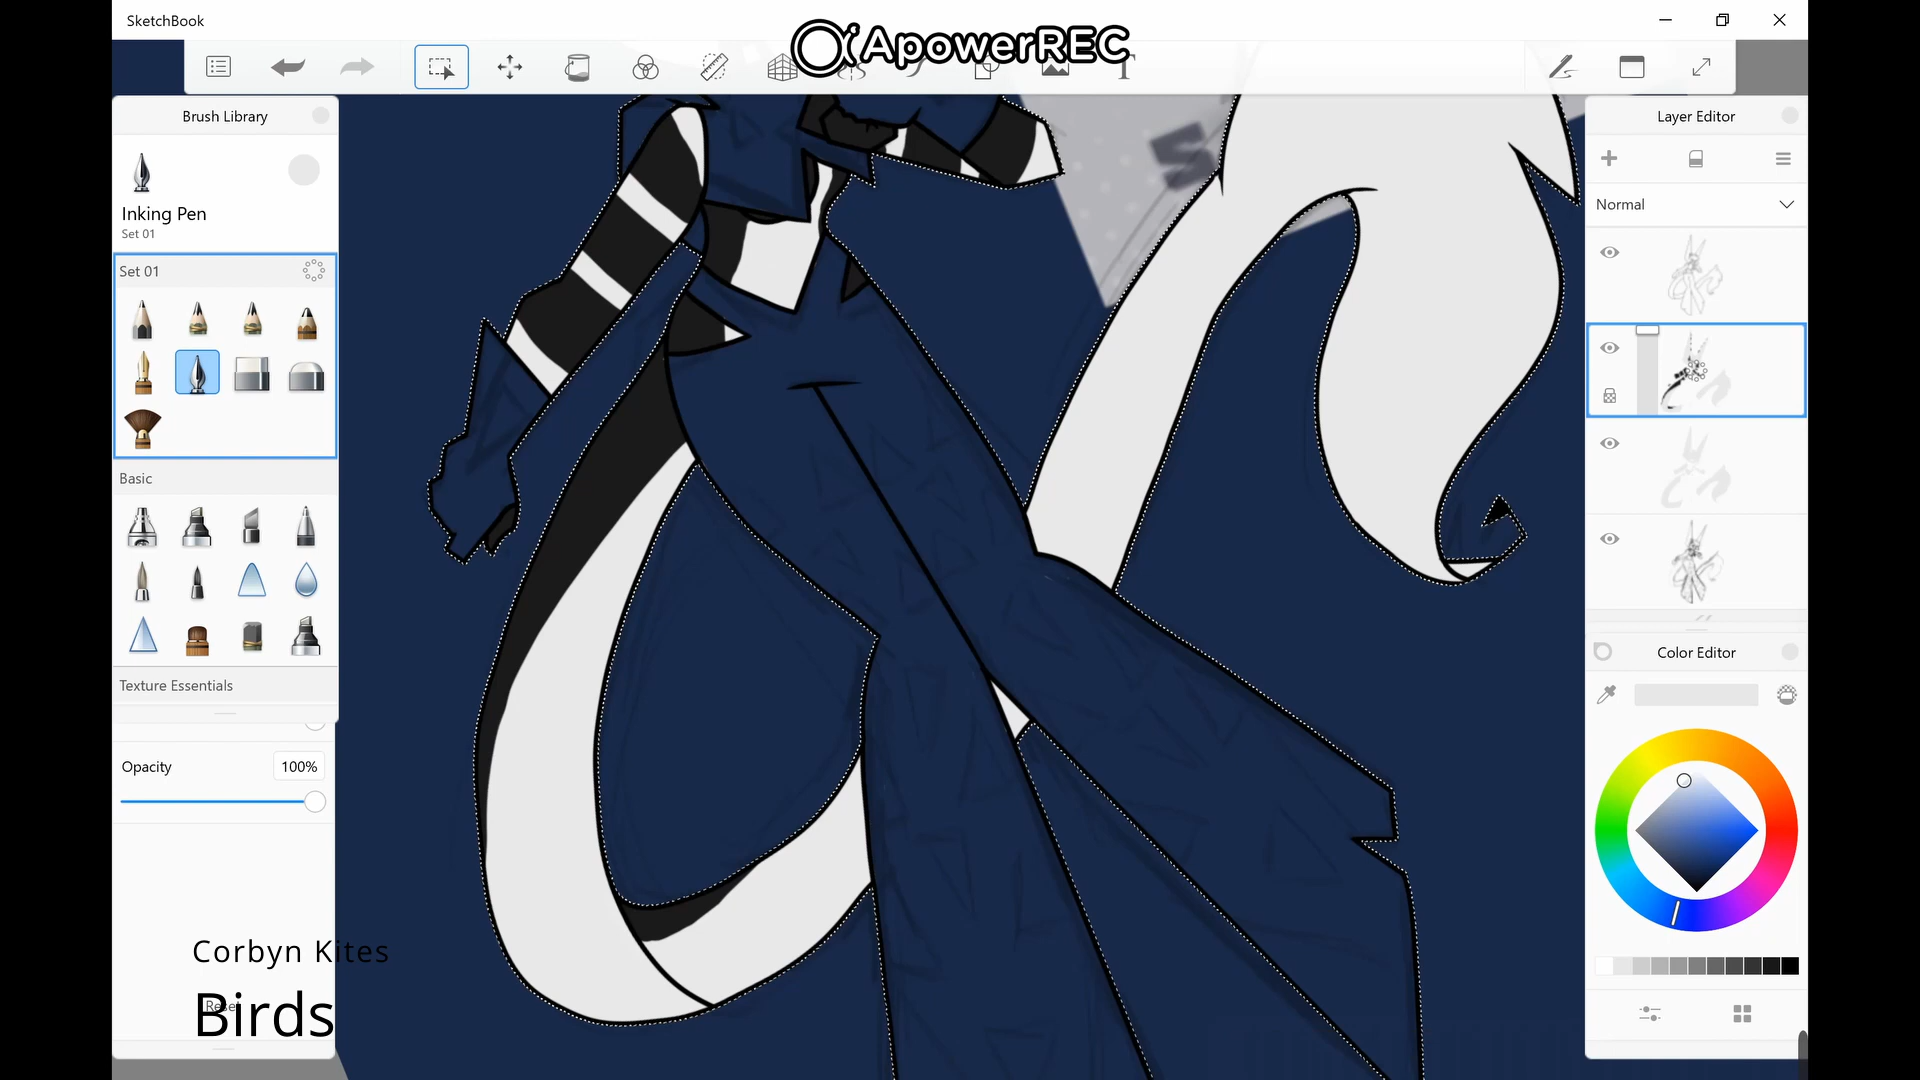 SketchBook
ApowerREC
T
Brush Library
Layer Editor
Inking Pen
Set 01
Normal
Set 01
Basic
Texture Essentials
Color Editor
Opacity
100%
Corbyn Kites
Reset
Birds